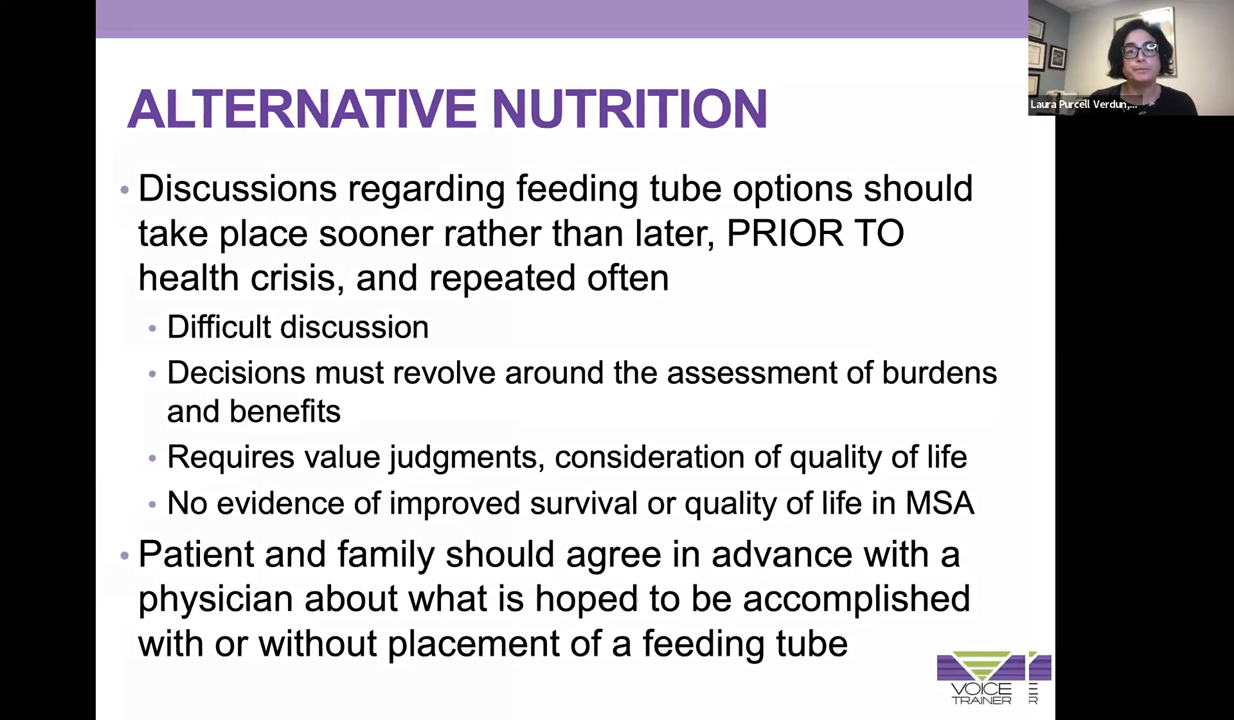 Laura Purcell Verdun,...
ALTERNATIVE NUTRITION
• Discussions regarding feeding tube options should
take place sooner rather than later, PRIOR TO
health crisis, and repeated often
• Difficult discussion
• Decisions must revolve around the assessment of burdens
and benefits
• Requires value judgments, consideration of quality of life
• No evidence of improved survival or quality of life in MSA
• Patient and family should agree in advance with a
physician about what is hoped to be accomplished
with or without placement of a feeding tube
VOICE
TRAINER
ER
R